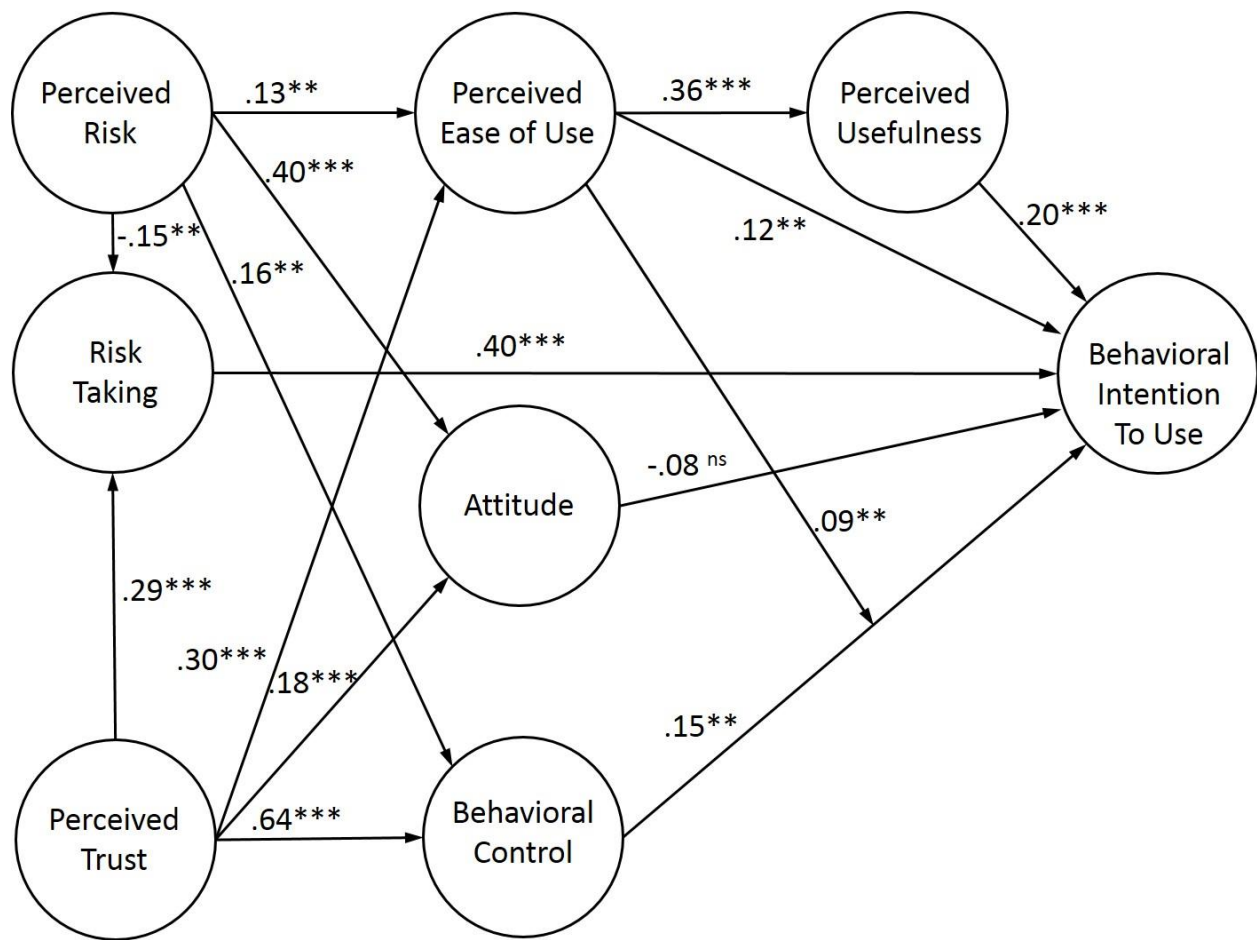 Perceived
Risk
.13**
Perceived
Ease of Use
.36***
Perceived
Usefulness
.40***
-.15**
.12**
.20***
.16**
Risk
Taking
.40***
Behavioral
Intention
To Use
Attitude
-.08 ns
.09**
.29***
.30***
.18***
.15**
Perceived
Trust
.64***
Behavioral
Control